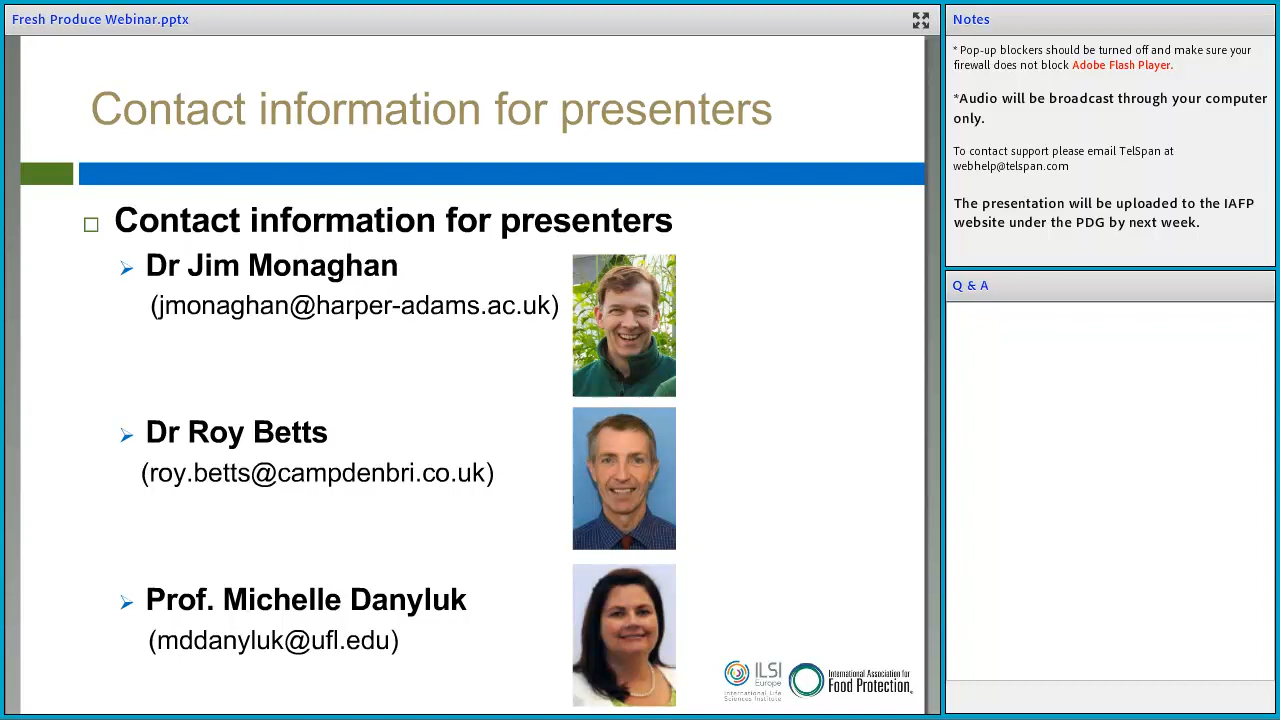 Fresh Produce Webinar.pptx
Contact information for presenters
Contact information for presenters
Dr Jim Monaghan
(jmonaghan@harper-adams.ac.uk)
Dr Roy Betts
(roy.betts@campdenbri.co.uk)
Prof. Michelle Danyluk
(mddanyluk@ufl.edu)
ILSI
Europe
International Life
Sciences Institute
International Association for
Food Protection®
Notes
* Pop-up blockers should be turned off and make sure your
firewall does not block Adobe Flash Player.
*Audio will be broadcast through your computer
only.
To contact support please email TelSpan at
webhelp@telspan.com
The presentation will be uploaded to the IAFP
website under the PDG by next week.
Q & A